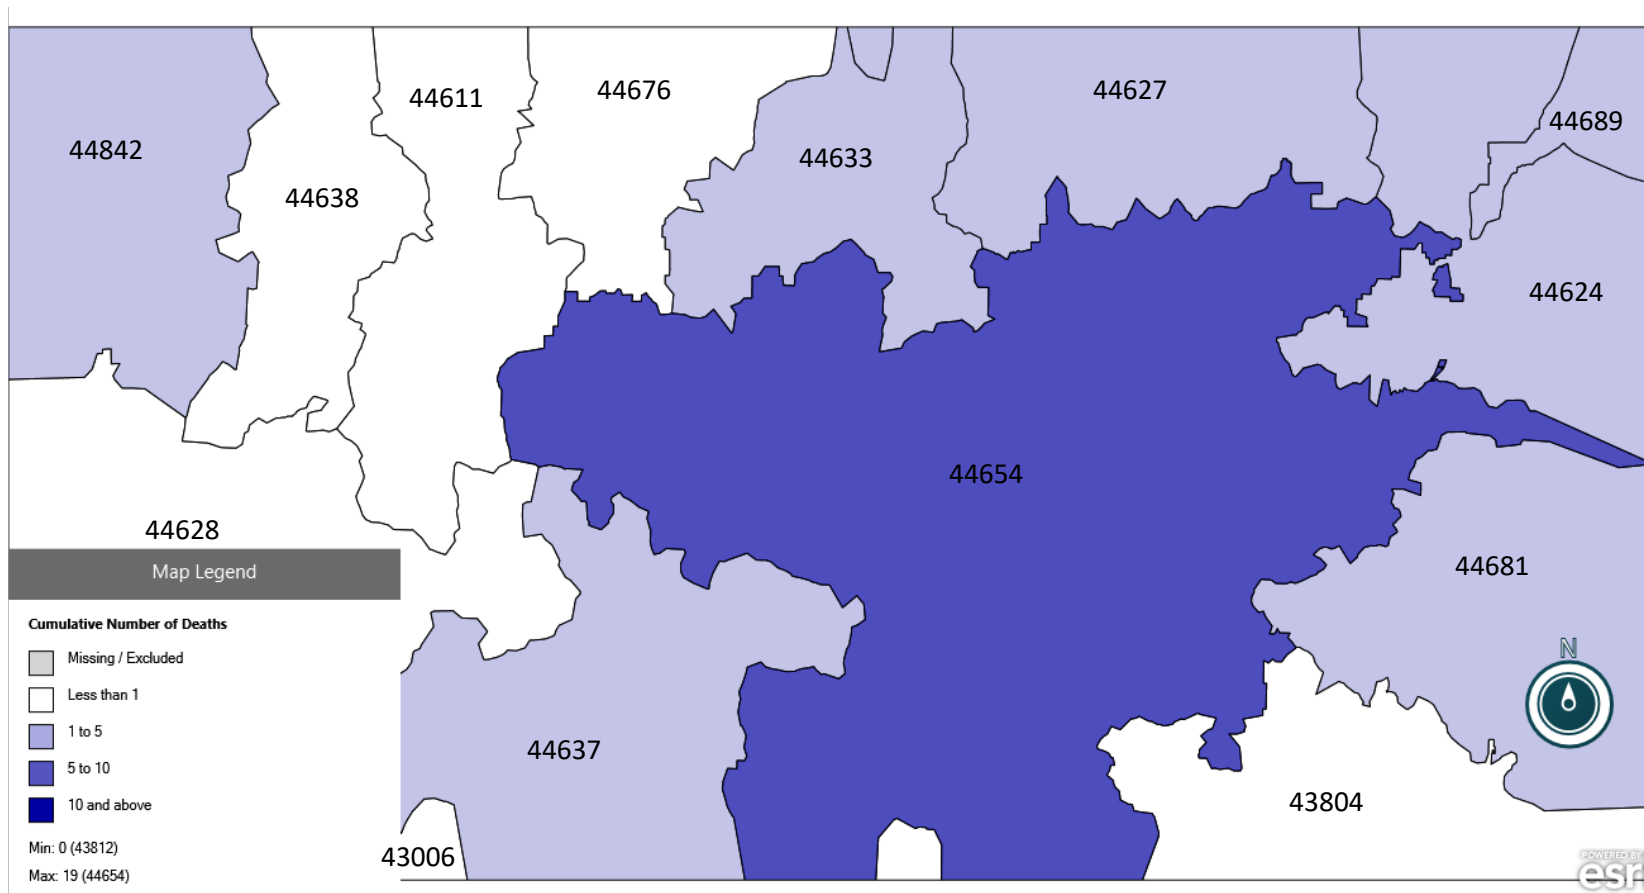 44842
44638
44611
44676
44633
44627
44689
44624
44654
44628
44681
44637
43804
43006
Map Legend
Cumulative Number of Deaths
Missing / Excluded
Less than 1
1 to 5
5 to 10
10 and above
Min: 0 (43812)
Max: 19 (44654)
N
POWERED BY
esri